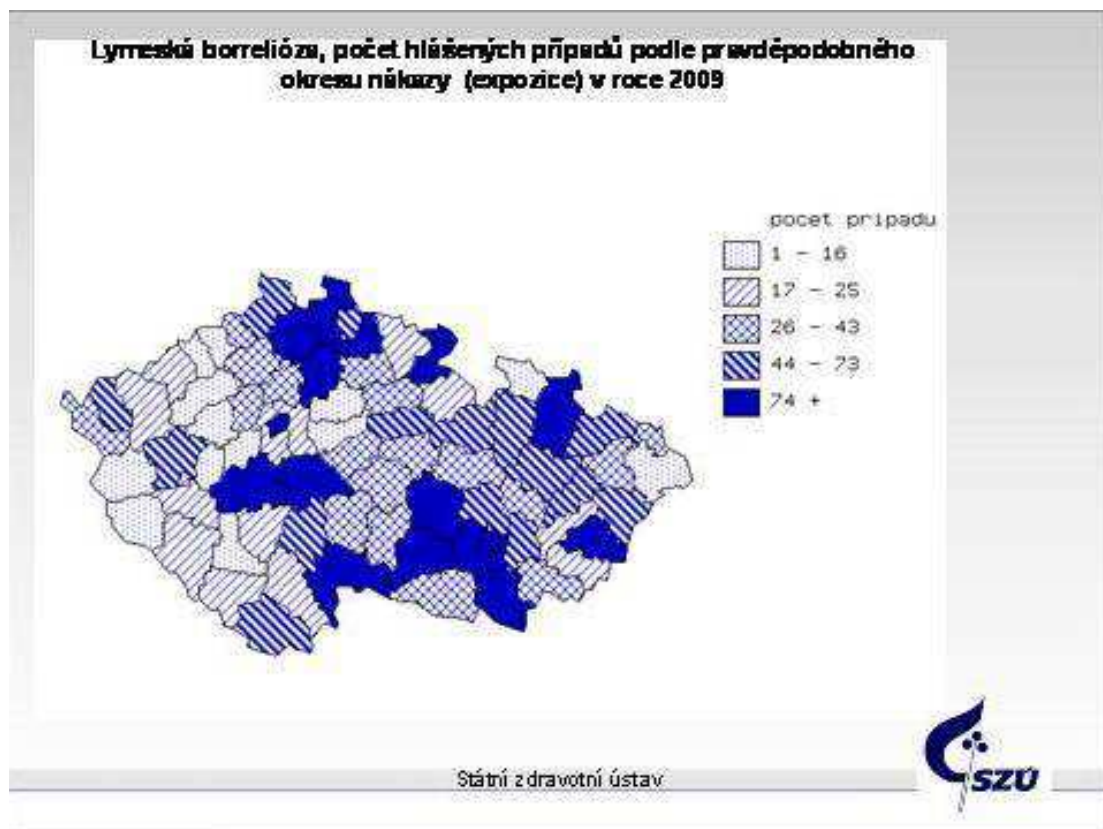 Lymeská borrelióza, počet hlášených případů podle pravděpodobného
okresu nákazy (expozice) v roce 2009
pocet pripadu
1 - 16
17 - 25
26 - 43
44 - 73
74 +
Státní zdravotní ústav
SZÚ